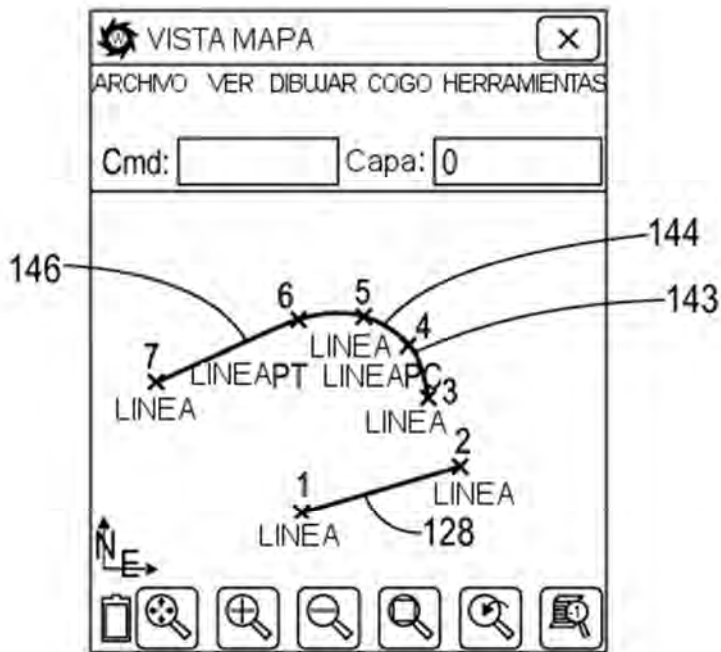 VISTA MAPA
ARCHIVO VER DIBUJAR COGO HERRAMIENTAS
Cmd: Capa: 0
144
146
143
6 5
4
7
LINEA
LINEAPT LINEAPC
LINEA 3
LINEA
2
1
LINEA
LINEA 128
N
E
-1